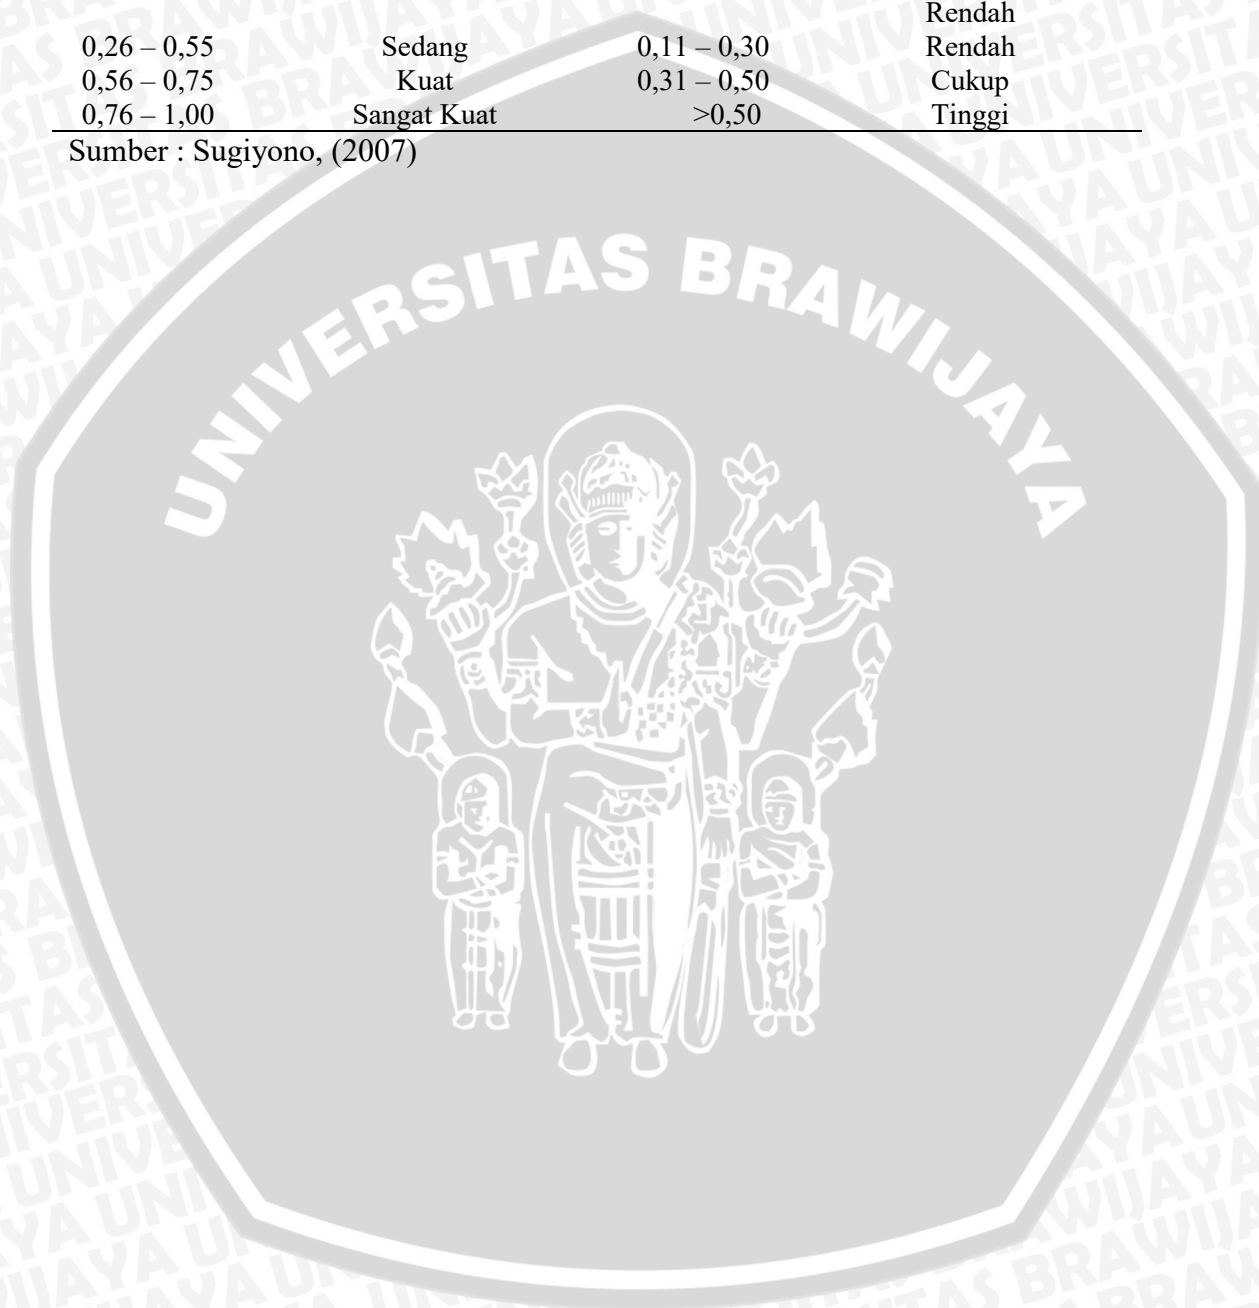 Rendah
0,26 – 0,55 Sedang 0,11 – 0,30 Rendah
0,56 – 0,75 Kuat 0,31 – 0,50 Cukup
0,76 – 1,00 Sangat Kuat >0,50 Tinggi
Sumber : Sugiyono, (2007)
UNIVERSITAS BRAWIJAYA